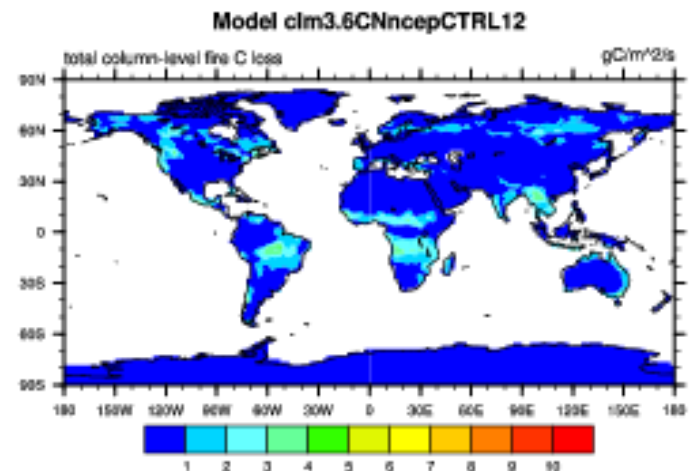 Model clm3.6CNncepCTRL12
total column-level fire C loss gC/m^2/s
90N
60N
30N
0
30S
60S
90S
180 150W 120W 90W 60W 30W 0 30E 60E 90E 120E 150E 180
1 2 3 4 5 6 7 8 9 10